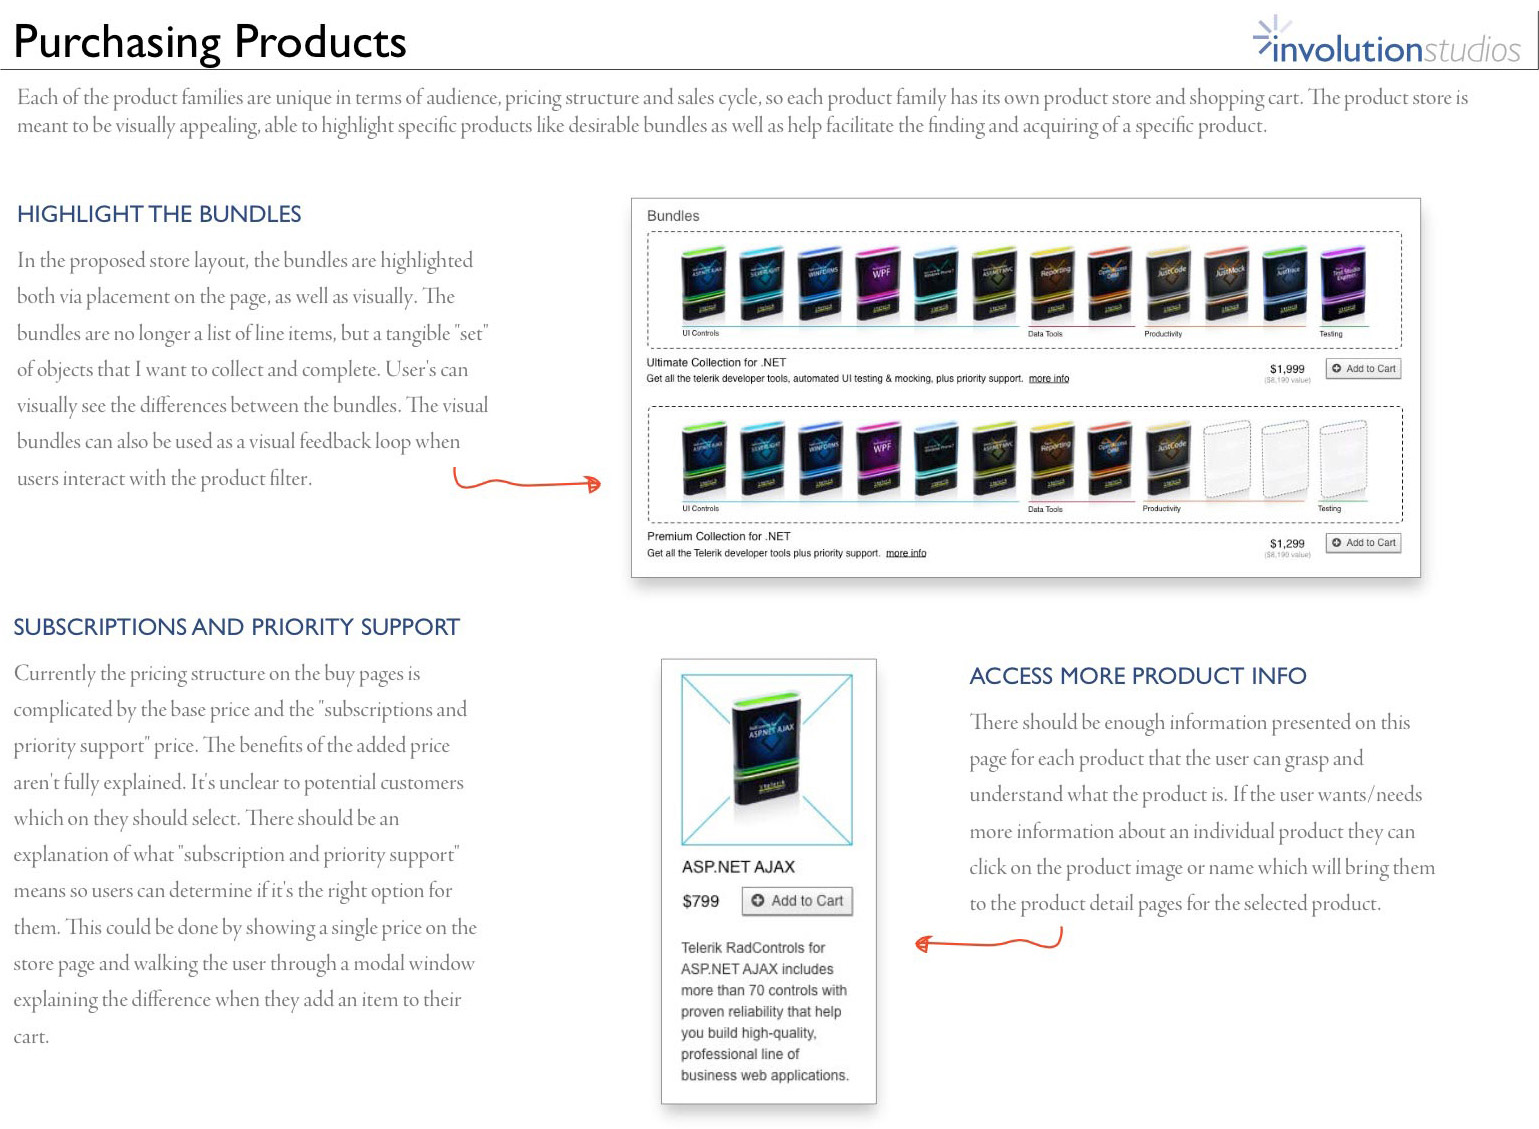 Purchasing Products
involutionstudios
Each of the product families are unique in terms of audience, pricing structure and sales cycle, so each product family has its own product store and shopping cart. The product store is
meant to be visually appealing, able to highlight specific products like desirable bundles as well as help facilitate the finding and acquiring of a specific product.
HIGHLIGHT THE BUNDLES
In the proposed store layout, the bundles are highlighted
both via placement on the page, as well as visually. The
bundles are no longer a list of line items, but a tangible "set"
of objects that I want to collect and complete. User's can
visually see the differences between the bundles. The visual
bundles can also be used as a visual feedback loop when
users interact with the product filter.
Bundles
ASP.NET AJAX
SILVERLIGHT
WINFORMS
WPF
ASP.NET MVC
Reporting
JustCode
JustMock
UI Controls
Data Tools
Productivity
Testing
Ultimate Collection for .NET
Get all the telerik developer tools, automated UI testing & mocking, plus priority support. more info
$1,999
($8,190 value)
Add to Cart
ASP.NET AJAX
SILVERLIGHT
WINFORMS
WPF
ASP.NET MVC
Reporting
JustCode
UI Controls
Data Tools
Productivity
Testing
Premium Collection for .NET
Get all the Telerik developer tools plus priority support. more info
$1,299
($8,190 value)
Add to Cart
SUBSCRIPTIONS AND PRIORITY SUPPORT
Currently the pricing structure on the buy pages is
complicated by the base price and the "subscriptions and
priority support" price. The benefits of the added price
aren't fully explained. It's unclear to potential customers
which on they should select. There should be an
explanation of what "subscription and priority support"
means so users can determine if it's the right option for
them. This could be done by showing a single price on the
store page and walking the user through a modal window
explaining the difference when they add an item to their
cart.
ASP.NET AJAX
telerik
ASP.NET AJAX
$799
Add to Cart
Telerik RadControls for
ASP.NET AJAX includes
more than 70 controls with
proven reliability that help
you build high-quality,
professional line of
business web applications.
ACCESS MORE PRODUCT INFO
There should be enough information presented on this
page for each product that the user can grasp and
understand what the product is. If the user wants/needs
more information about an individual product they can
click on the product image or name which will bring them
to the product detail pages for the selected product.